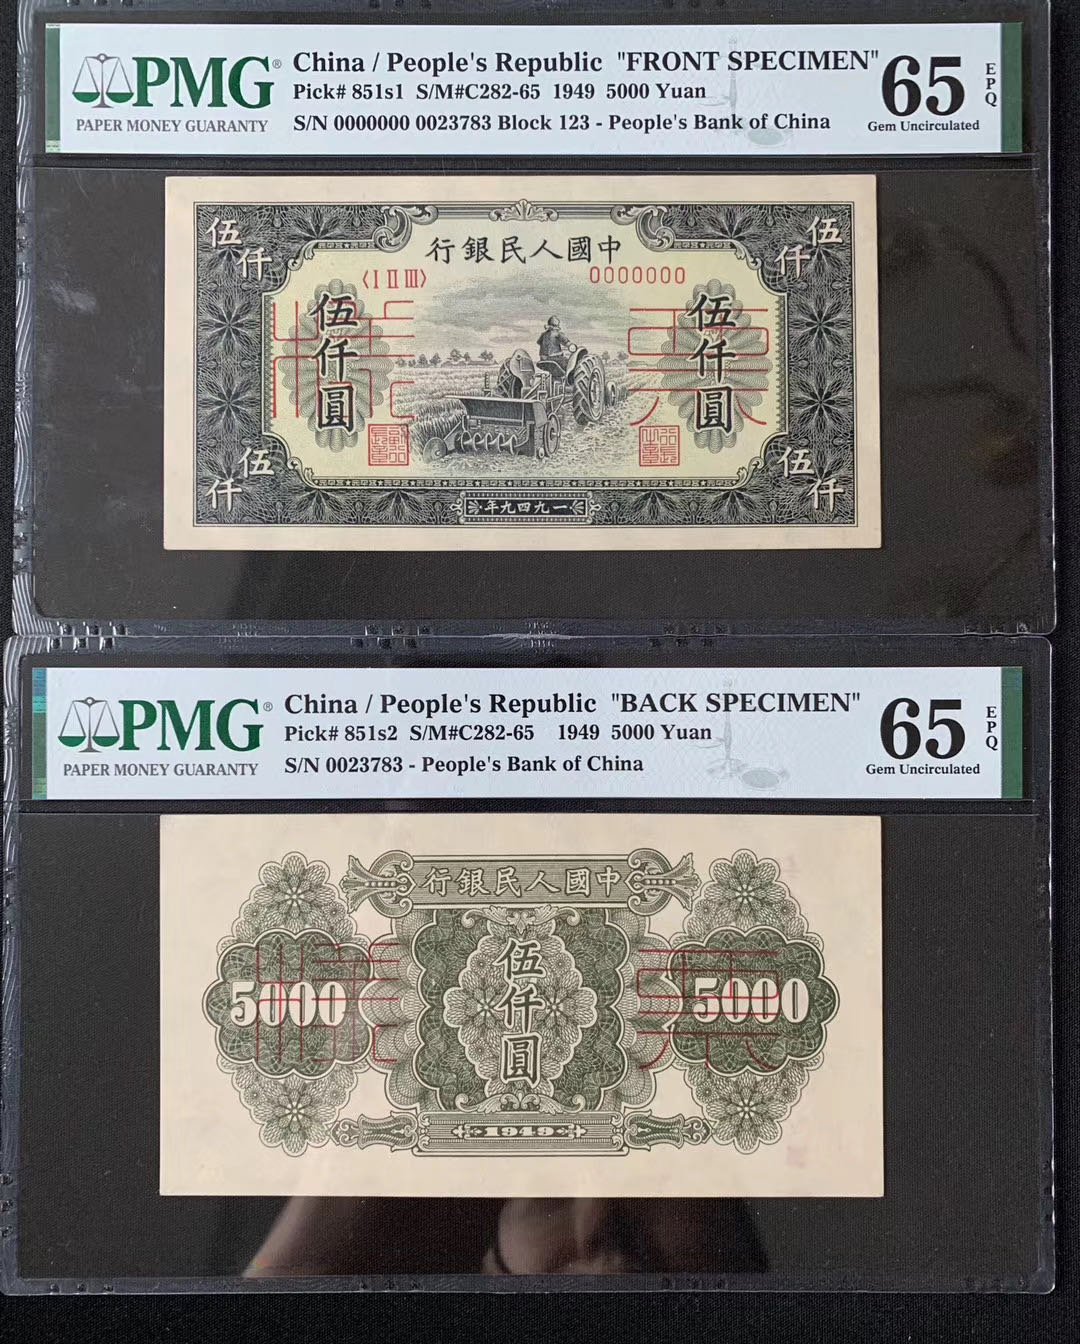 PMG®
PAPER MONEY GUARANTY
China / People's Republic "FRONT SPECIMEN"
Pick# 851s1 S/M#C282-65 1949 5000 Yuan
S/N 0000000 0023783 Block 123 - People's Bank of China
65 EPQ
Gem Uncirculated
伍仟
伍仟
行銀民人國中
〈I II III〉
0000000
伍仟圓
伍仟圓
票
樣
伍仟
伍仟
年九四九一
PMG®
PAPER MONEY GUARANTY
China / People's Republic "BACK SPECIMEN"
Pick# 851s2 S/M#C282-65 1949 5000 Yuan
S/N 0023783 - People's Bank of China
65 EPQ
Gem Uncirculated
行銀民人國中
5000
伍仟圓
5000
票
樣
1949